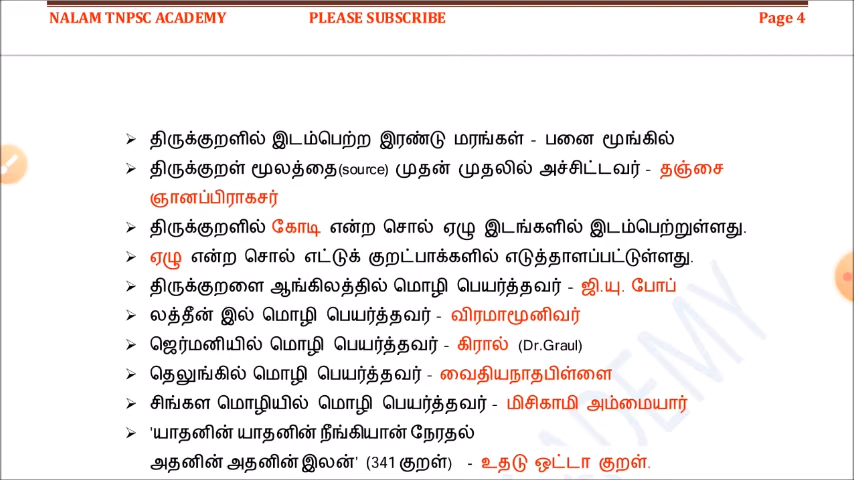 NALAM TNPSC ACADEMY PLEASE SUBSCRIBE Page 4
➢ திருக்குறளில் இடம்பெற்ற இரண்டு மரங்கள் - பனை மூங்கில்
➢ திருக்குறள் மூலத்தை(source) முதன் முதலில் அச்சிட்டவர் - தஞ்சை
ஞானப்பிராகசர்
➢ திருக்குறளில் கோடி என்ற சொல் ஏழு இடங்களில் இடம்பெற்றுள்ளது.
➢ ஏழு என்ற சொல் எட்டுக் குறட்பாக்களில் எடுத்தாளப்பட்டுள்ளது.
➢ திருக்குறளை ஆங்கிலத்தில் மொழி பெயர்த்தவர் - ஜி.யு. போப்
➢ லத்தீன் இல் மொழி பெயர்த்தவர் - விரமாமூனிவர்
➢ ஜெர்மனியில் மொழி பெயர்த்தவர் - கிரால் (Dr.Graul)
➢ தெலுங்கில் மொழி பெயர்த்தவர் - வைதியநாதபிள்ளை
➢ சிங்கள மொழியில் மொழி பெயர்த்தவர் - மிசிகாமி அம்மையார்
➢ 'யாதனின் யாதனின் நீங்கியான் நேரதல்
அதனின் அதனின் இலன்' (341 குறள்) - உதடு ஒட்டா குறள்.
ADEMY